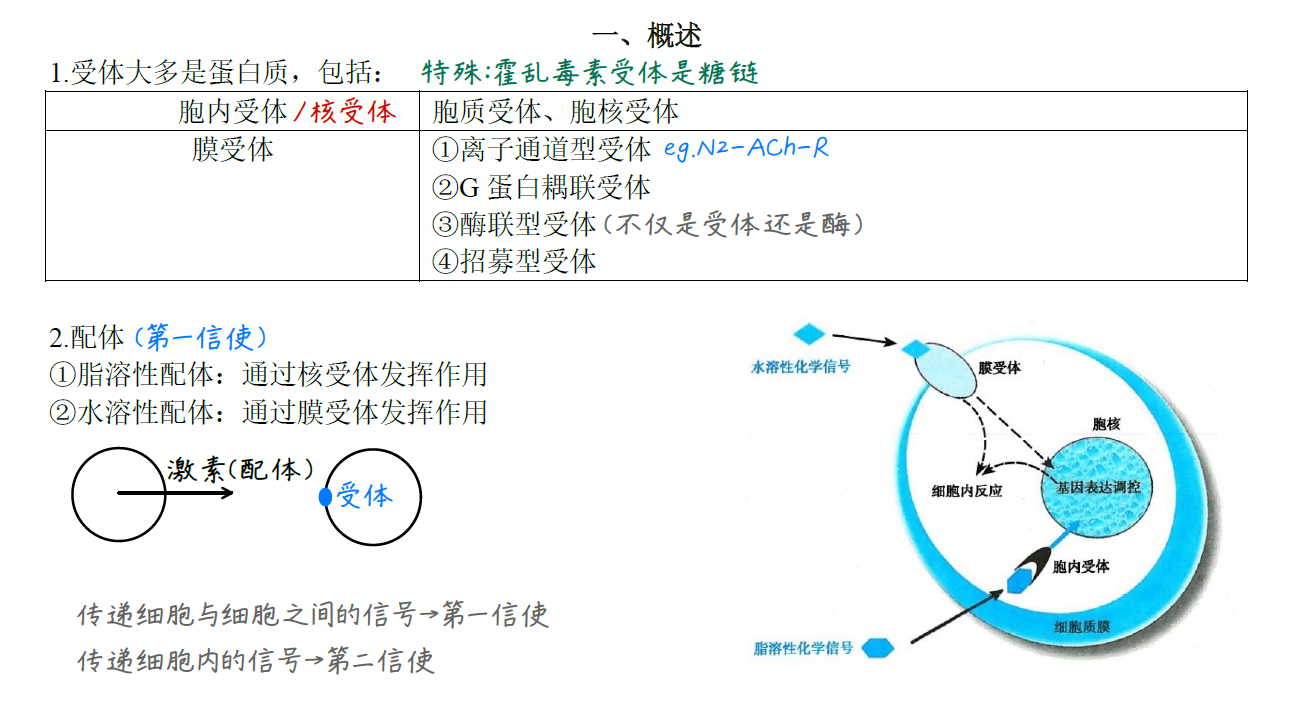 一、概述
1.受体大多是蛋白质，包括： 特殊:霍乱毒素受体是糖链
胞内受体/核受体 胞质受体、胞核受体
膜受体 ①离子通道型受体 eg.N2-ACh-R
②G 蛋白耦联受体
③酶联型受体(不仅是受体还是酶)
④招募型受体
2.配体(第一信使)
①脂溶性配体：通过核受体发挥作用
②水溶性配体：通过膜受体发挥作用
激素(配体)
受体
传递细胞与细胞之间的信号→第一信使
传递细胞内的信号→第二信使
水溶性化学信号
膜受体
胞核
细胞内反应
基因表达调控
胞内受体
细胞质膜
脂溶性化学信号